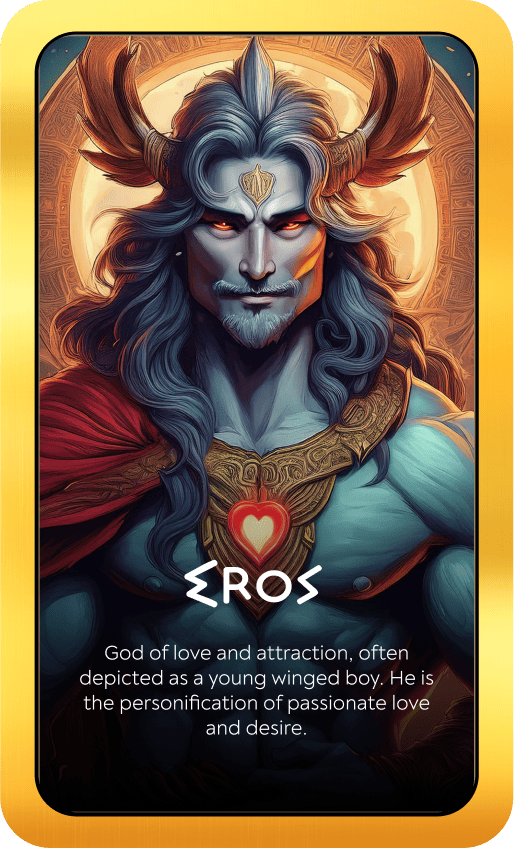 EROS
God of love and attraction, often
depicted as a young winged boy. He is
the personification of passionate love
and desire.